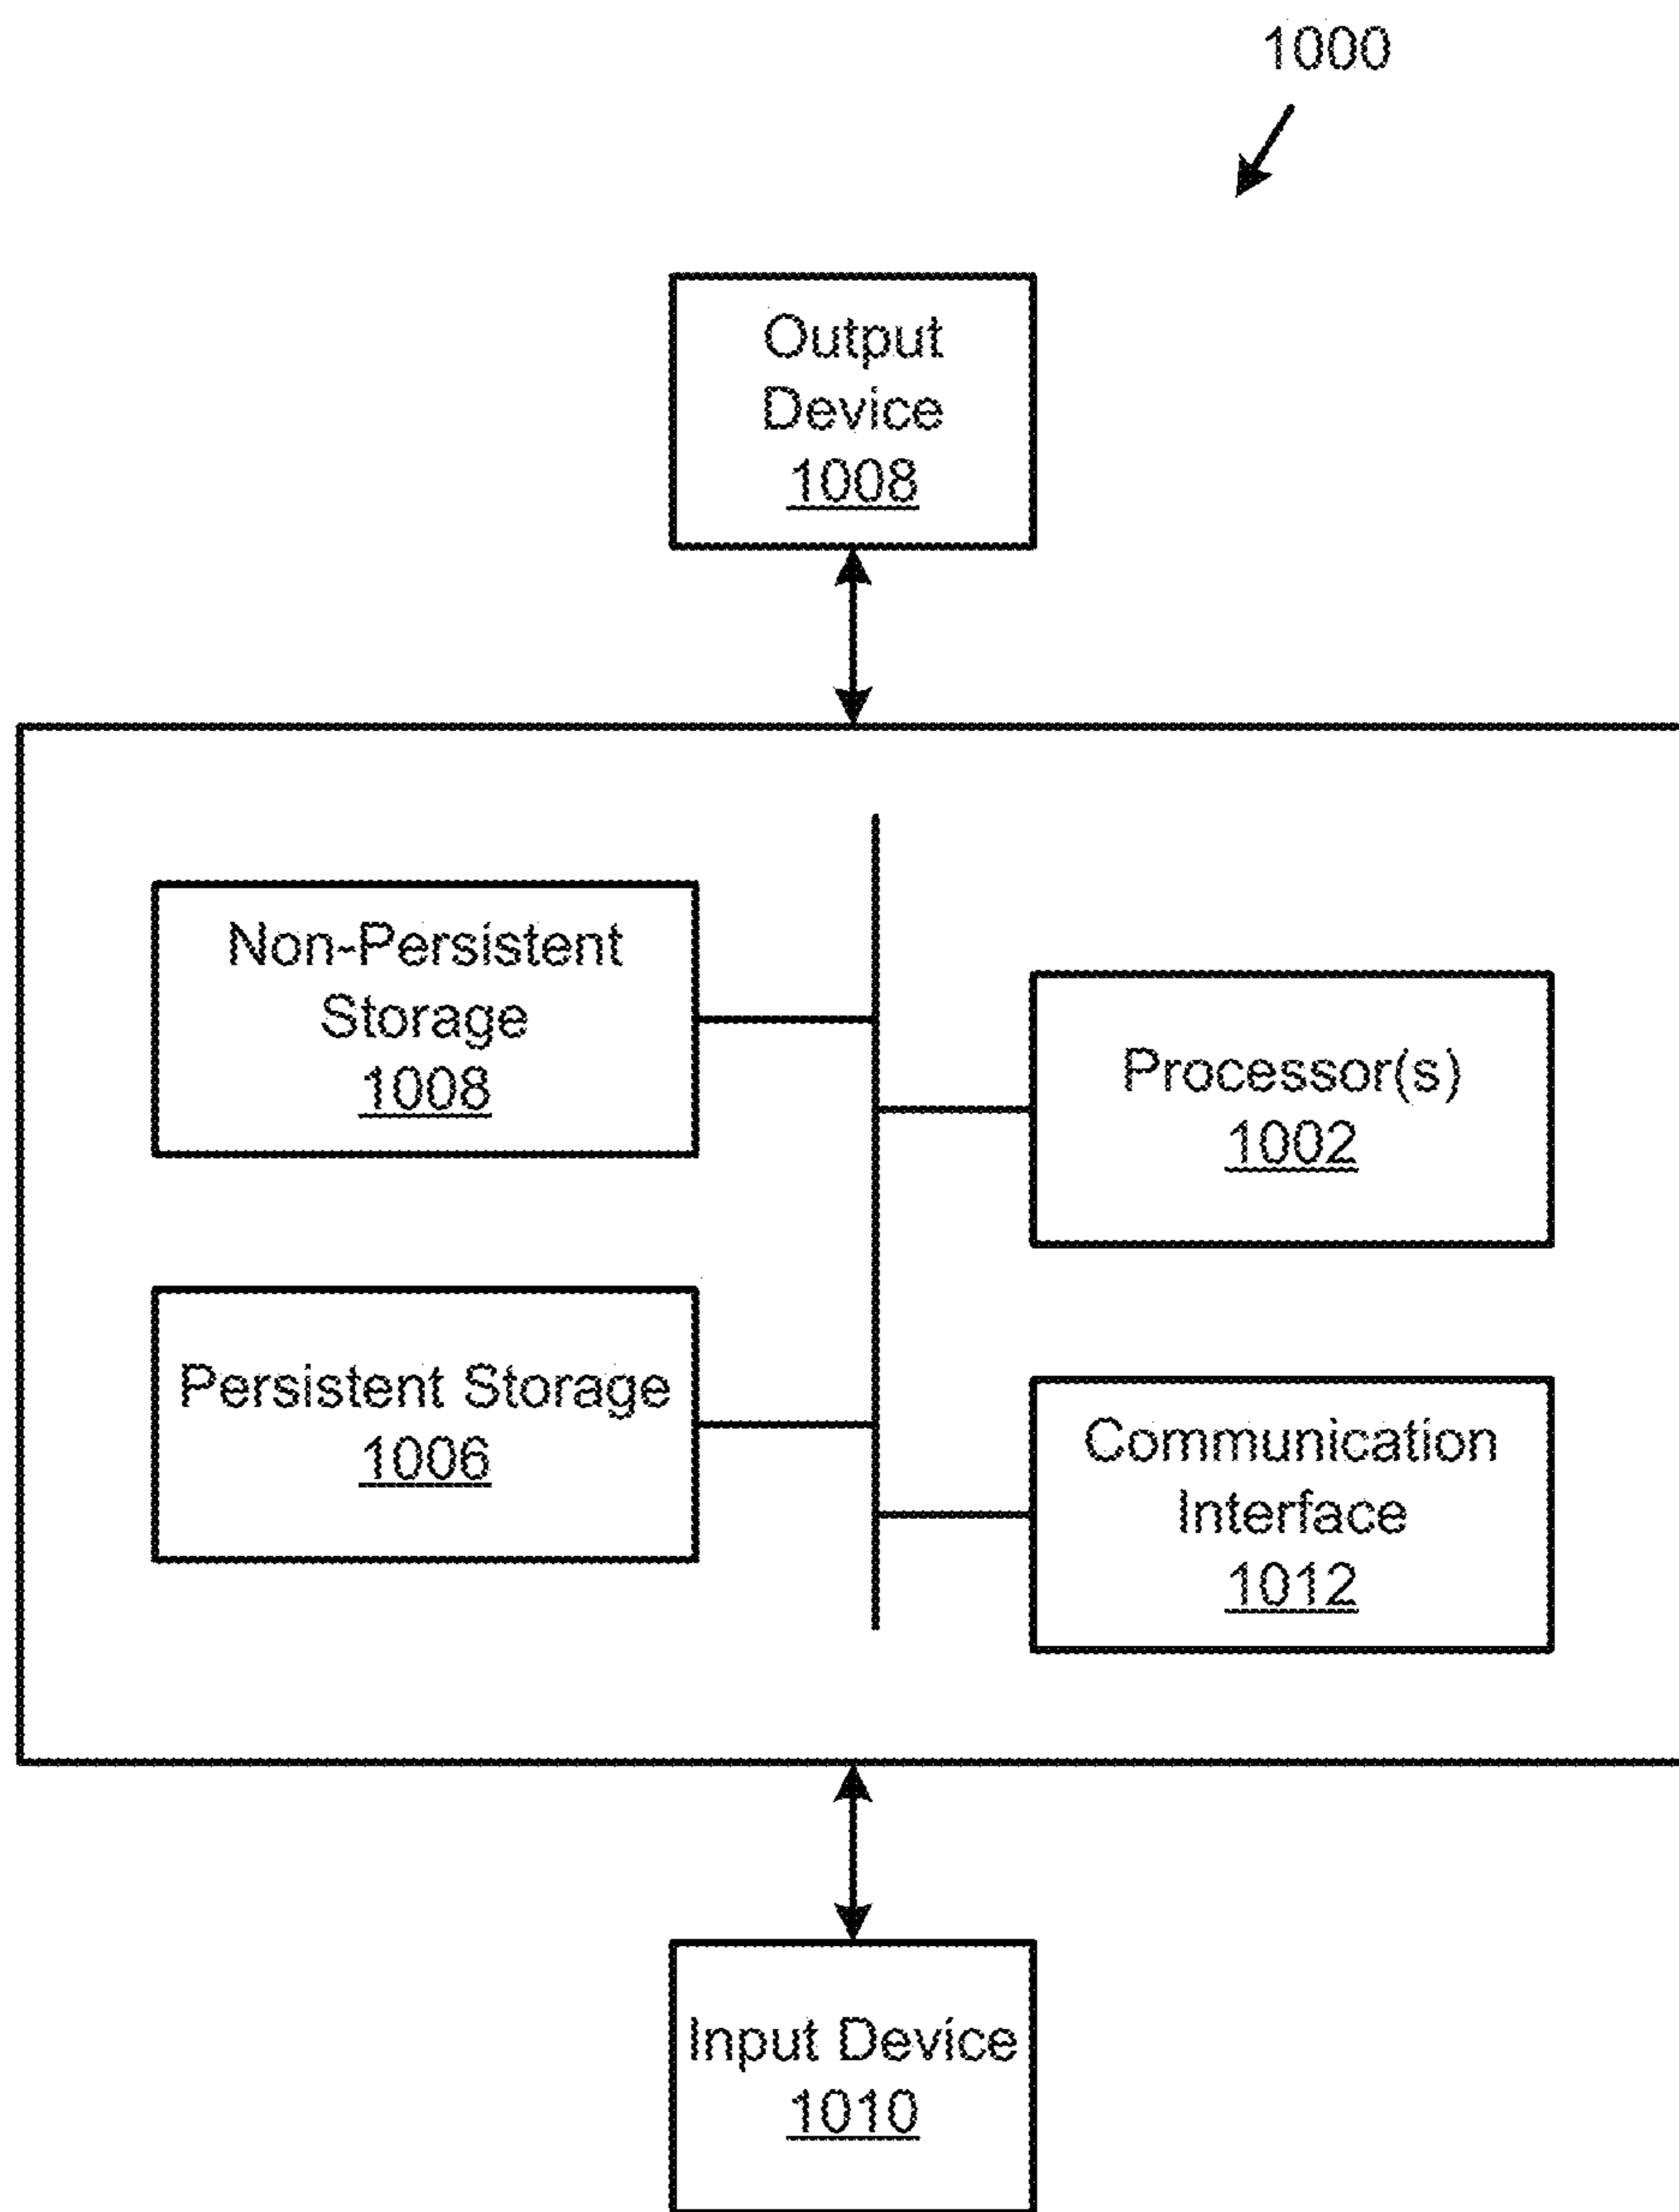 1000
Output
Device
1008
Non-Persistent
Storage
1008
Processor(s)
1002
Persistent Storage
1006
Communication
Interface
1012
Input Device
1010